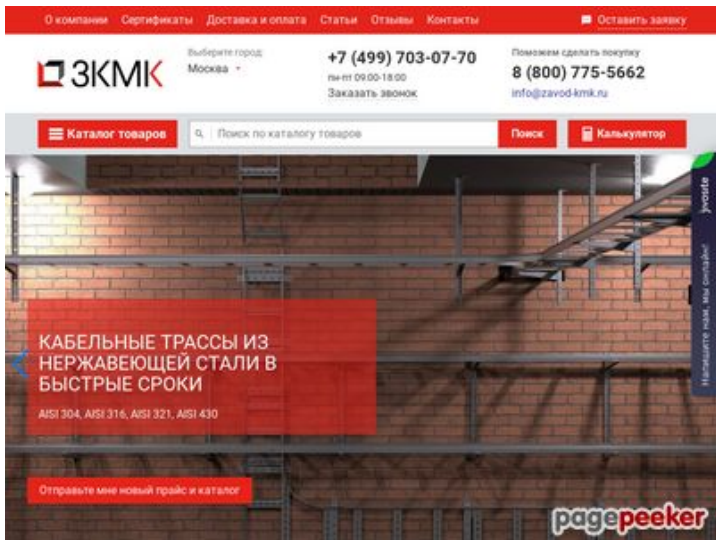 О компании Сертификаты Доставка и оплата Статьи Отзывы Контакты Оставить заявку
ЗКМК
Выберите город:
Москва
+7 (499) 703-07-70
пн-пт 09:00-18:00
Заказать звонок
Поможем сделать покупку
8 (800) 775-5662
info@zavod-kmk.ru
Каталог товаров
Поиск по каталогу товаров
Поиск
Калькулятор
jivosite
Напишите нам, мы онлайн!
КАБЕЛЬНЫЕ ТРАССЫ ИЗ
НЕРЖАВЕЮЩЕЙ СТАЛИ В
БЫСТРЫЕ СРОКИ
AISI 304, AISI 316, AISI 321, AISI 430
Отправьте мне новый прайс и каталог
pagepeeker